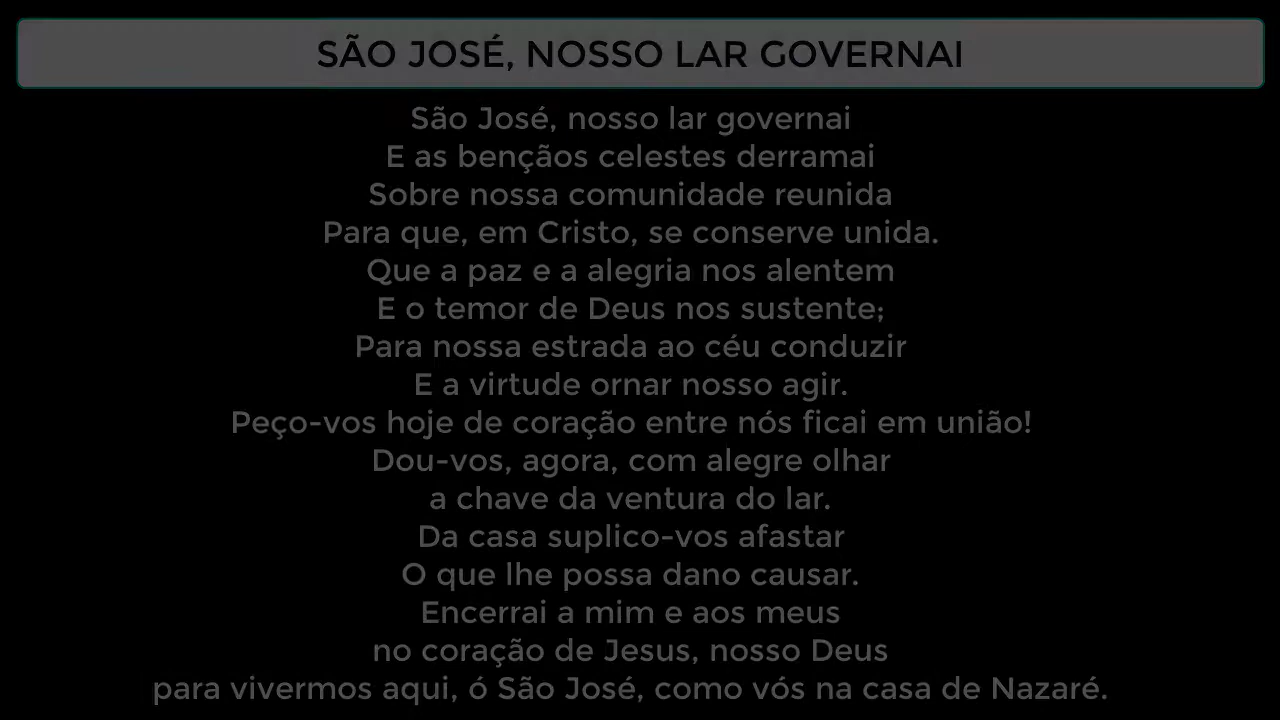 SÃO JOSÉ, NOSSO LAR GOVERNAI
São José, nosso lar governai
E as bençãos celestes derramai
Sobre nossa comunidade reunida
Para que, em Cristo, se conserve unida.
Que a paz e a alegria nos alentem
E o temor de Deus nos sustente;
Para nossa estrada ao céu conduzir
E a virtude ornar nosso agir.
Peço-vos hoje de coração entre nós ficai em união!
Dou-vos, agora, com alegre olhar
a chave da ventura do lar.
Da casa suplico-vos afastar
O que lhe possa dano causar.
Encerrai a mim e aos meus
no coração de Jesus, nosso Deus
para vivermos aqui, ó São José, como vós na casa de Nazaré.